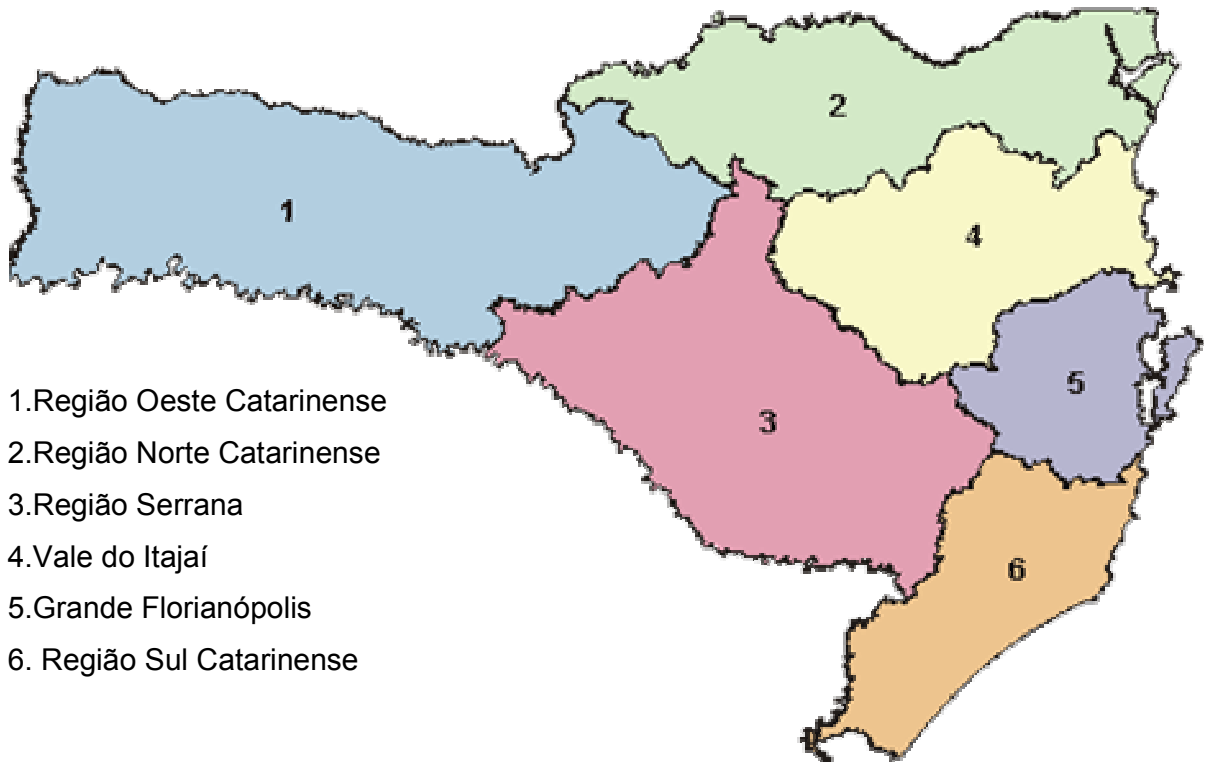 2
1
4
5
3
6
1.Região Oeste Catarinense
2.Região Norte Catarinense
3.Região Serrana
4.Vale do Itajaí
5.Grande Florianópolis
6. Região Sul Catarinense